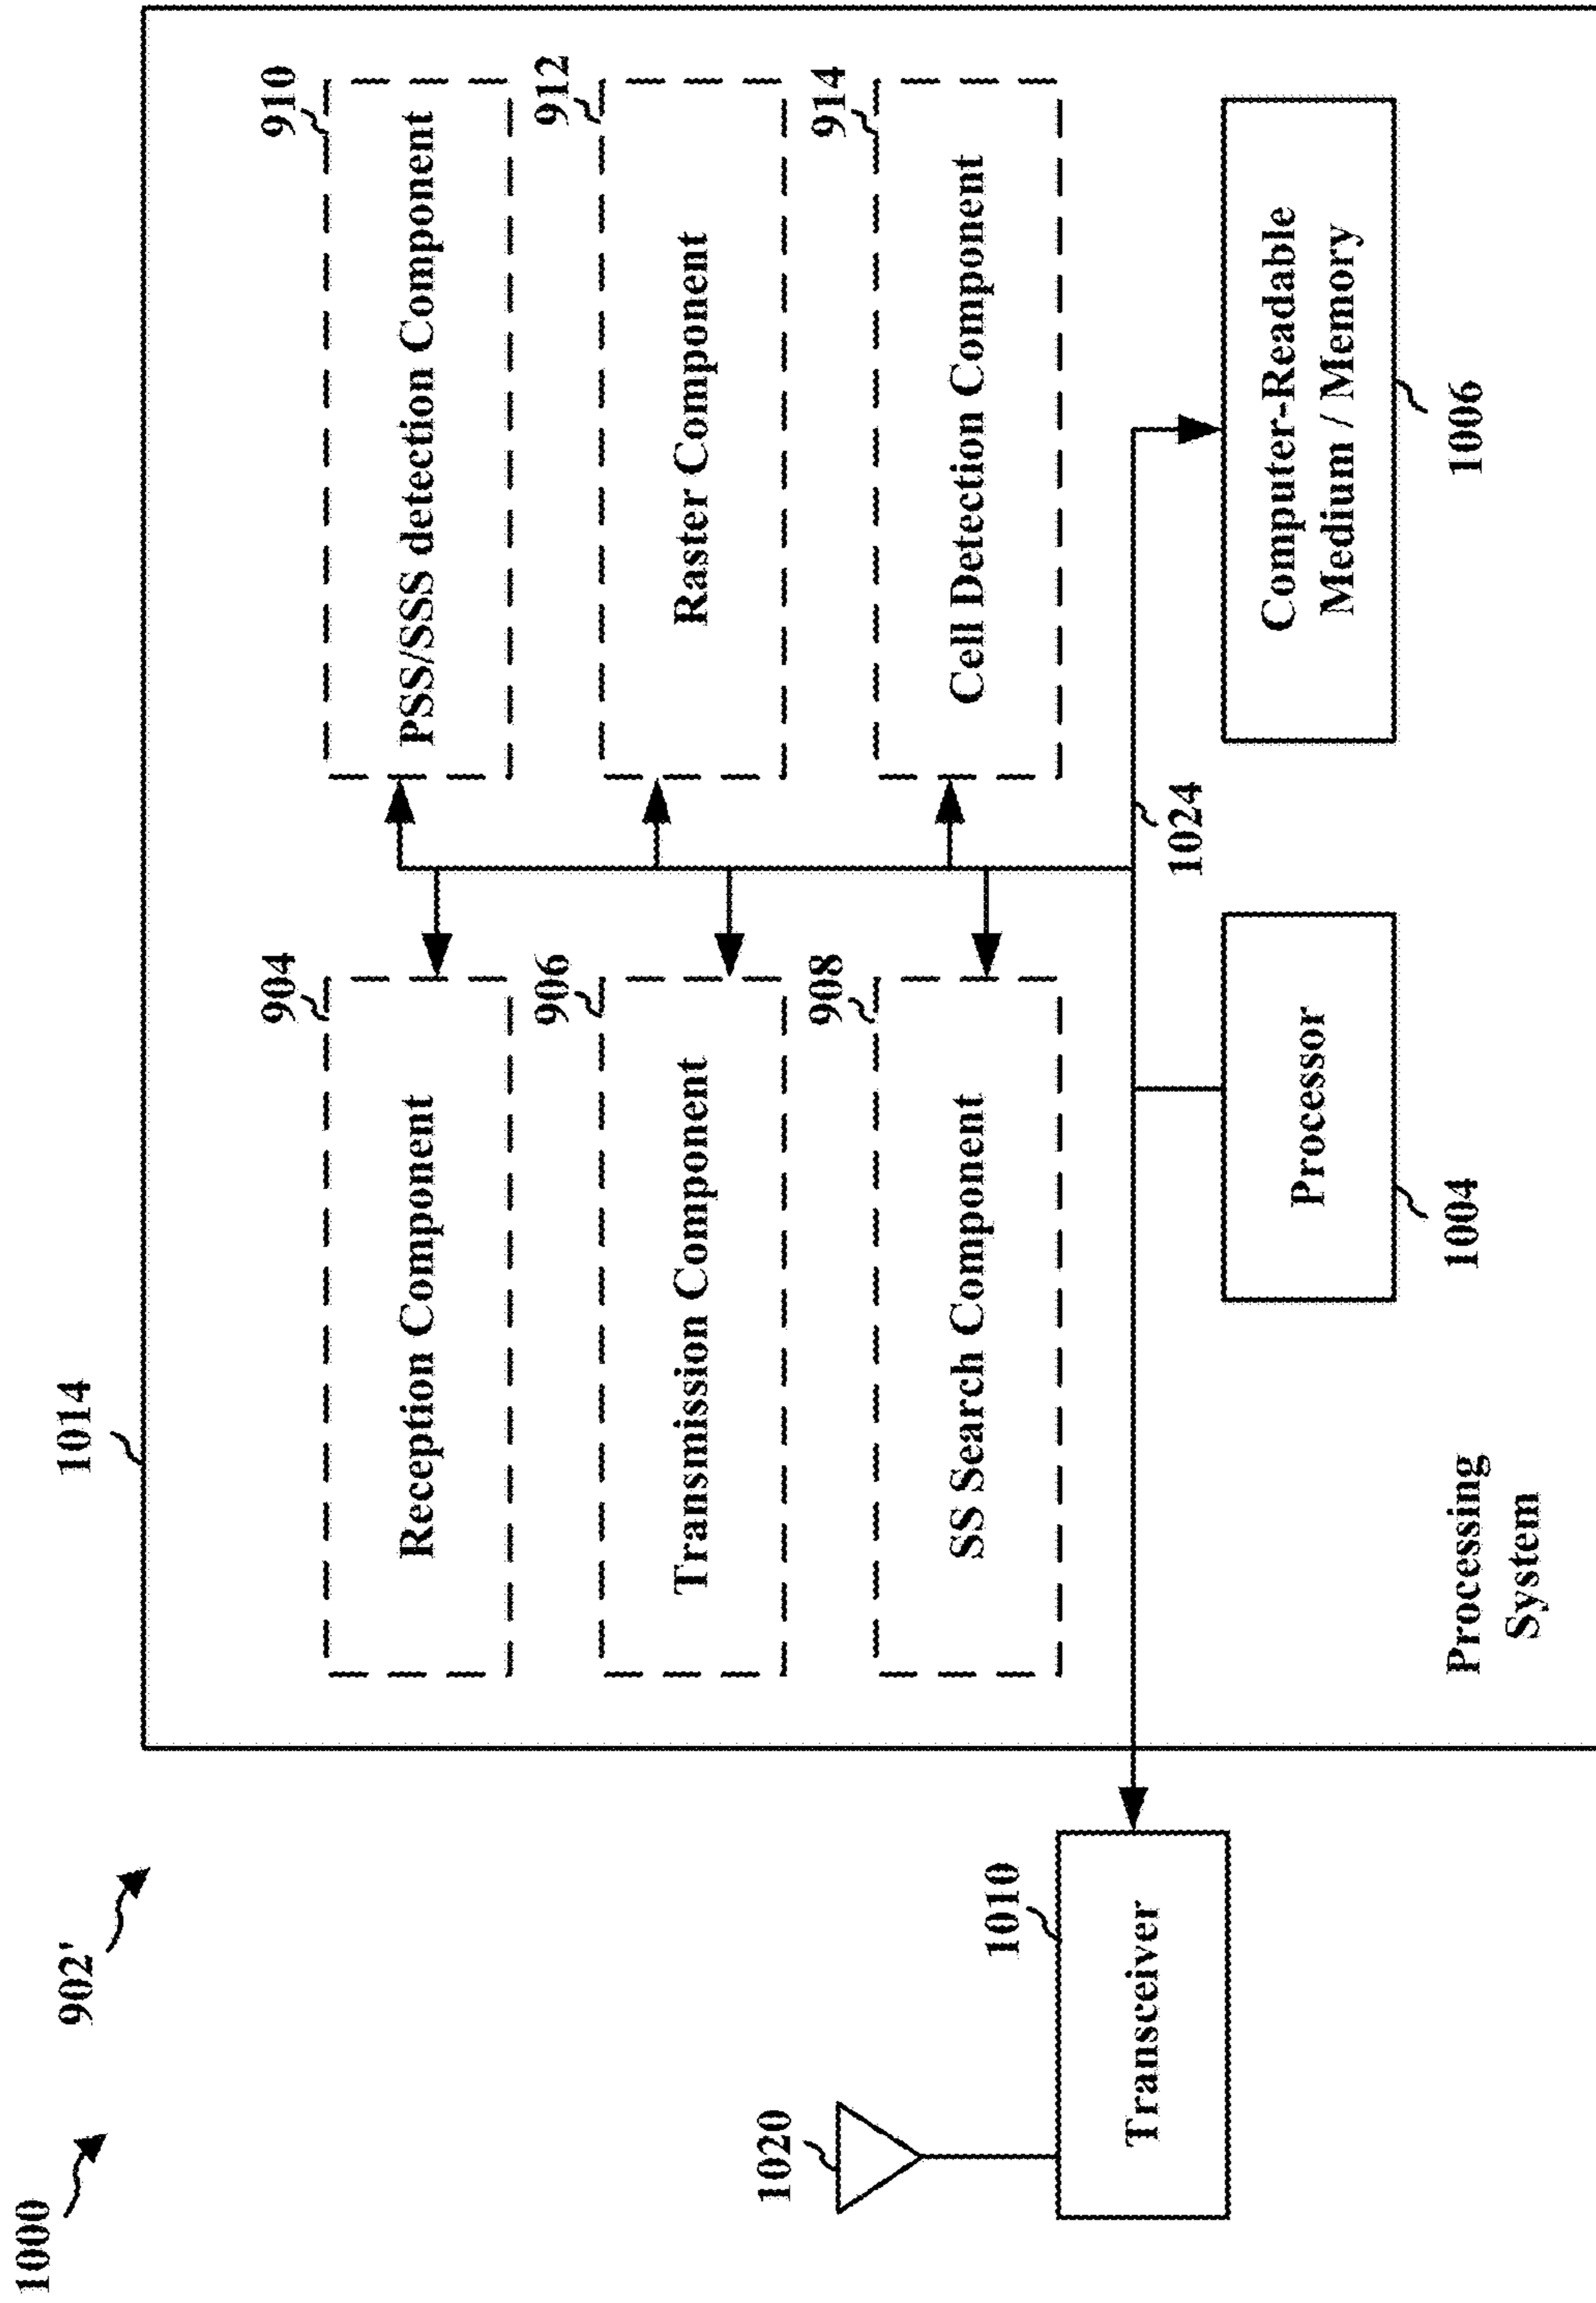 1000
902'
1014
904
Reception Component
910
PSS/SSS detection Component
906
Transmission Component
912
Raster Component
908
SS Search Component
914
Cell Detection Component
1020
1010
Transceiver
1024
Processor
1004
Computer-Readable
Medium / Memory
1006
Processing
System